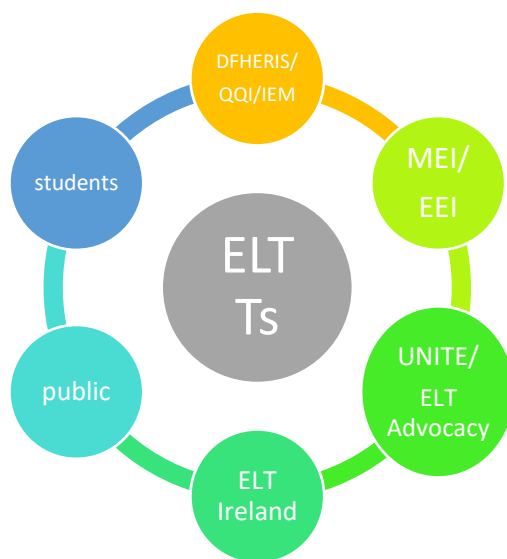 DFHERIS/
QQI/IEM
MEI/
EEI
UNITE/
ELT
Advocacy
ELT
Ireland
public
students
ELT
Ts